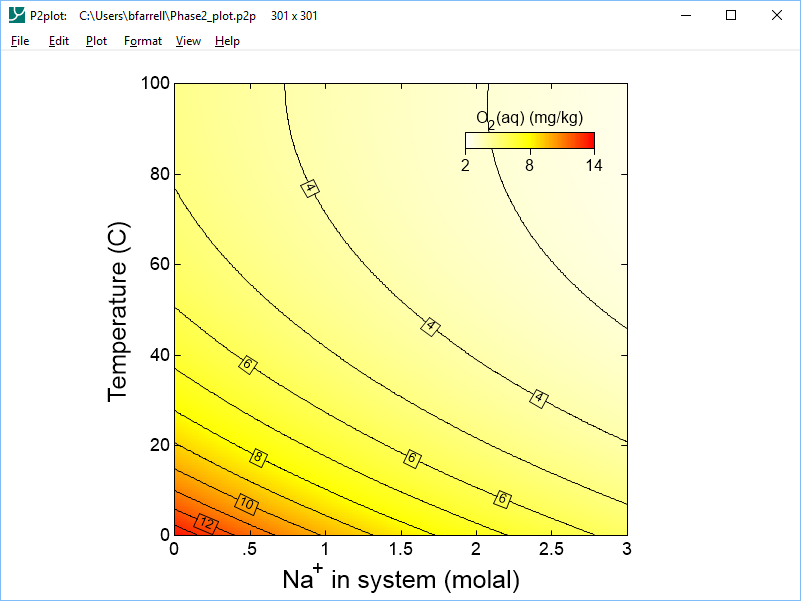 P2plot: C:\Users\bfarrell\Phase2_plot.p2p 301 x 301
File Edit Plot Format View Help
100
O2(aq) (mg/kg)
2 8 14
80
4
60
Temperature (C)
4
40
6
4
20
8
6
6
10
12
0
0 .5 1 1.5 2 2.5 3
Na+ in system (molal)